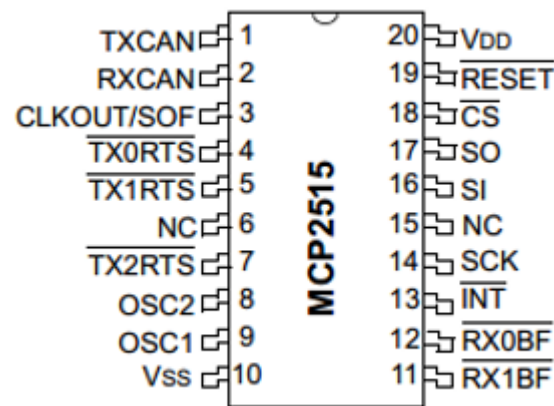 TXCAN 1 20 VDD
RXCAN 2 19 RESET
CLKOUT/SOF 3 18 CS
TX0RTS 4 17 SO
TX1RTS 5 16 SI
NC 6 15 NC
TX2RTS 7 14 SCK
OSC2 8 13 INT
OSC1 9 12 RX0BF
VSS 10 11 RX1BF
MCP2515